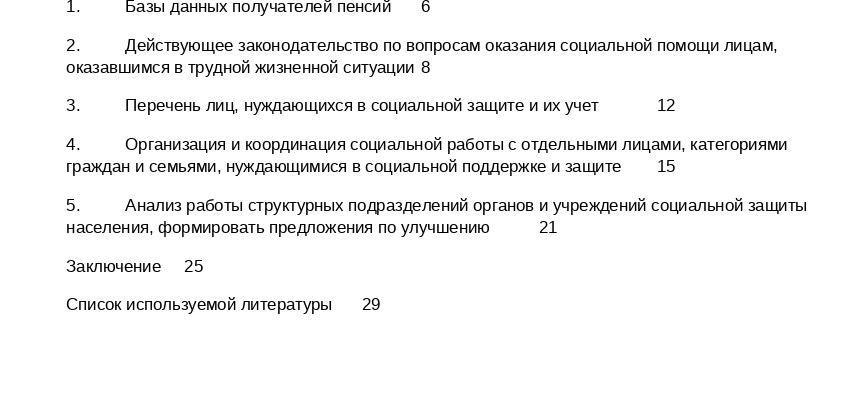 1. Базы данных получателей пенсий 6
2. Действующее законодательство по вопросам оказания социальной помощи лицам,
оказавшимся в трудной жизненной ситуации 8
3. Перечень лиц, нуждающихся в социальной защите и их учет 12
4. Организация и координация социальной работы с отдельными лицами, категориями
граждан и семьями, нуждающимися в социальной поддержке и защите 15
5. Анализ работы структурных подразделений органов и учреждений социальной защиты
населения, формировать предложения по улучшению 21
Заключение 25
Список используемой литературы 29